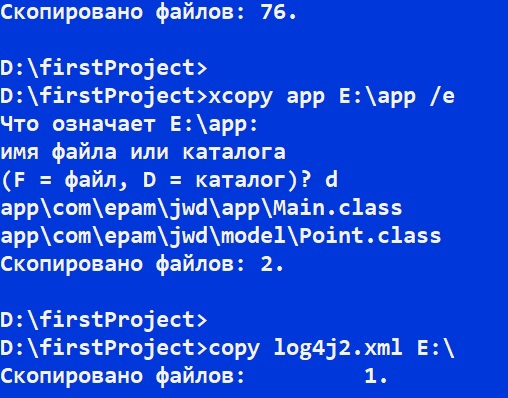 Скопировано файлов: 76.
D:\firstProject>
D:\firstProject>xcopy app E:\app /e
Что означает E:\app:
имя файла или каталога
(F = файл, D = каталог)? d
app\com\epam\jwd\app\Main.class
app\com\epam\jwd\model\Point.class
Скопировано файлов: 2.
D:\firstProject>
D:\firstProject>copy log4j2.xml E:\
Скопировано файлов:         1.